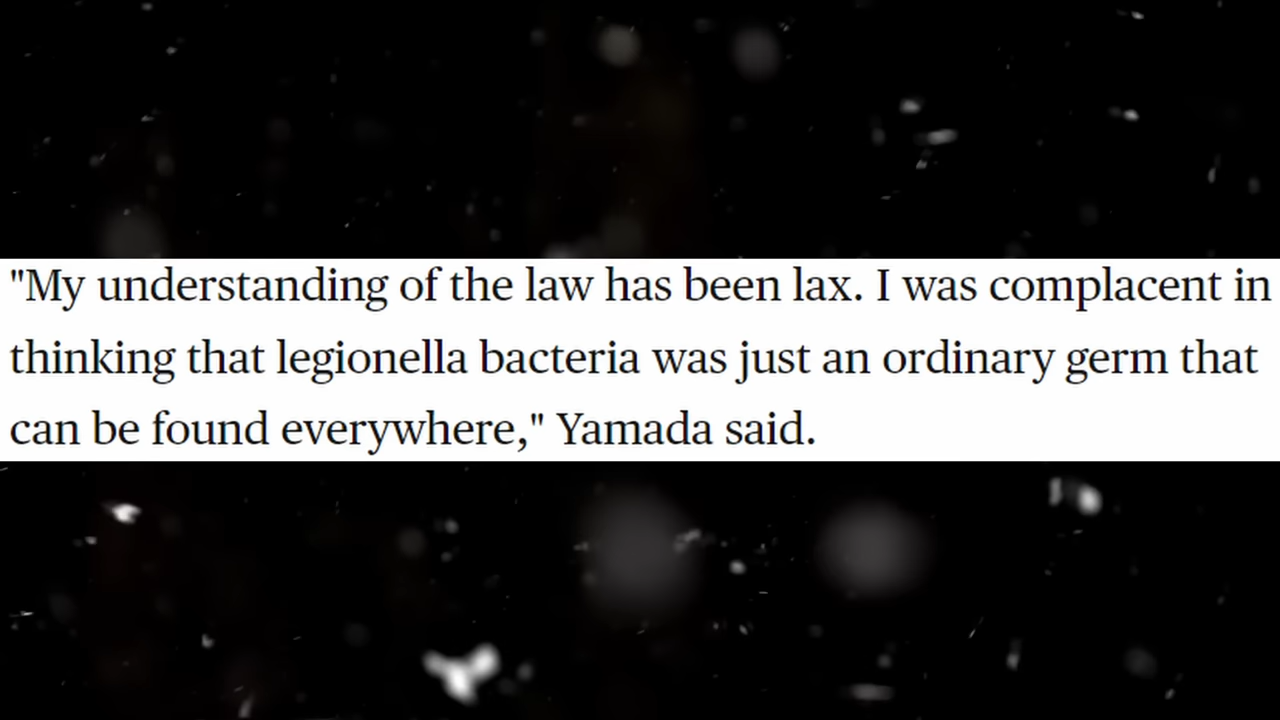 "My understanding of the law has been lax. I was complacent in
thinking that legionella bacteria was just an ordinary germ that
can be found everywhere," Yamada said.